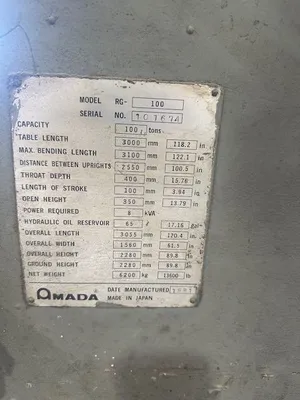 MODEL RG- 100
SERIAL NO. 101674
CAPACITY 100 tons
TABLE LENGTH 3000 mm 118.2 in
MAX. BENDING LENGTH 3100 mm 122.1 in
DISTANCE BETWEEN UPRIGHTS 2550 mm 100.5 in
THROAT DEPTH 400 mm 15.76 in
LENGTH OF STROKE 100 mm 3.94 in
OPEN HEIGHT 350 mm 13.79 in
POWER REQUIRED 8 kVA
HYDRAULIC OIL RESERVOIR 65 ℓ 17.16 gal
OVERALL LENGTH 3055 mm 120.4 in
OVERALL WIDTH 1560 mm 61.5 in
OVERALL HEIGHT 2280 mm 89.8 in
GROUND HEIGHT 2280 mm 89.8 in
NET WEIGHT 6200 kg lb
AMADA DATE MANUFACTURED
MADE IN JAPAN